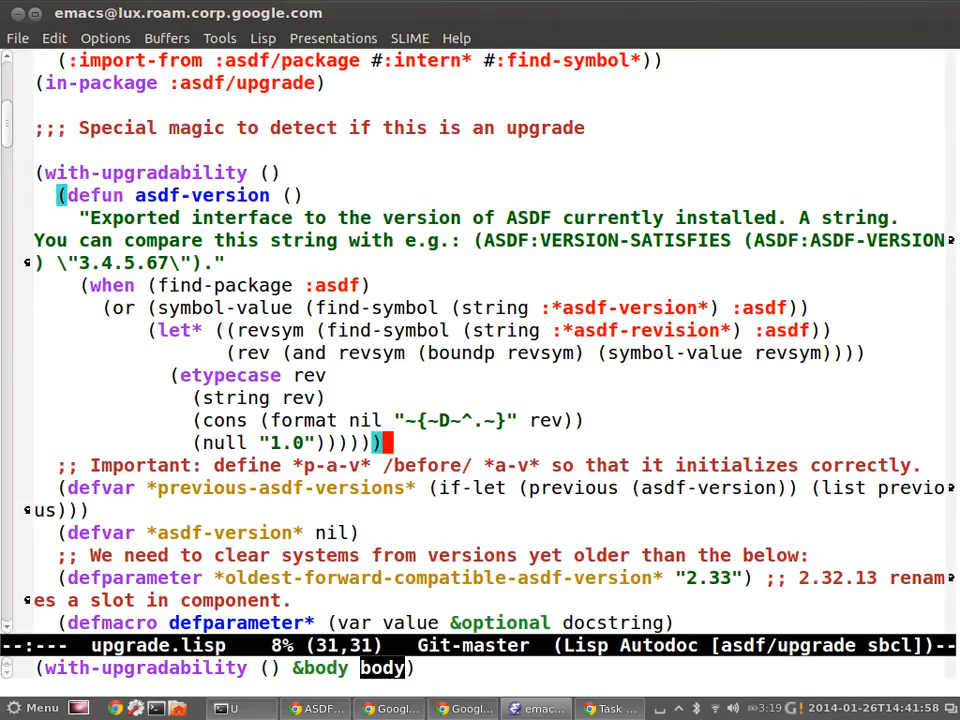 emacs@lux.roam.corp.google.com
File Edit Options Buffers Tools Lisp Presentations SLIME Help
(:import-from :asdf/package #:intern* #:find-symbol*))
(in-package :asdf/upgrade)
;;; Special magic to detect if this is an upgrade
(with-upgradability ()
(defun asdf-version ()
"Exported interface to the version of ASDF currently installed. A string.
You can compare this string with e.g.: (ASDF:VERSION-SATISFIES (ASDF:ASDF-VERSION
) \"3.4.5.67\")."
(when (find-package :asdf)
(or (symbol-value (find-symbol (string :*asdf-version*) :asdf))
(let* ((revsym (find-symbol (string :*asdf-revision*) :asdf))
(rev (and revsym (boundp revsym) (symbol-value revsym))))
(etypecase rev
(string rev)
(cons (format nil "~{~D~^.~}" rev))
(null "1.0"))))))
;; Important: define *p-a-v* /before/ *a-v* so that it initializes correctly.
(defvar *previous-asdf-versions* (if-let (previous (asdf-version)) (list previo
us)))
(defvar *asdf-version* nil)
;; We need to clear systems from versions yet older than the below:
(defparameter *oldest-forward-compatible-asdf-version* "2.33") ;; 2.32.13 renam
es a slot in component.
(defmacro defparameter* (var value &optional docstring)
--:--- upgrade.lisp 8% (31,31) Git-master (Lisp Autodoc [asdf/upgrade sbcl])--
(with-upgradability () &body body)
Menu U ASDF... Googl... Googl... emac... Task ... 3:19 2014-01-26T14:41:58